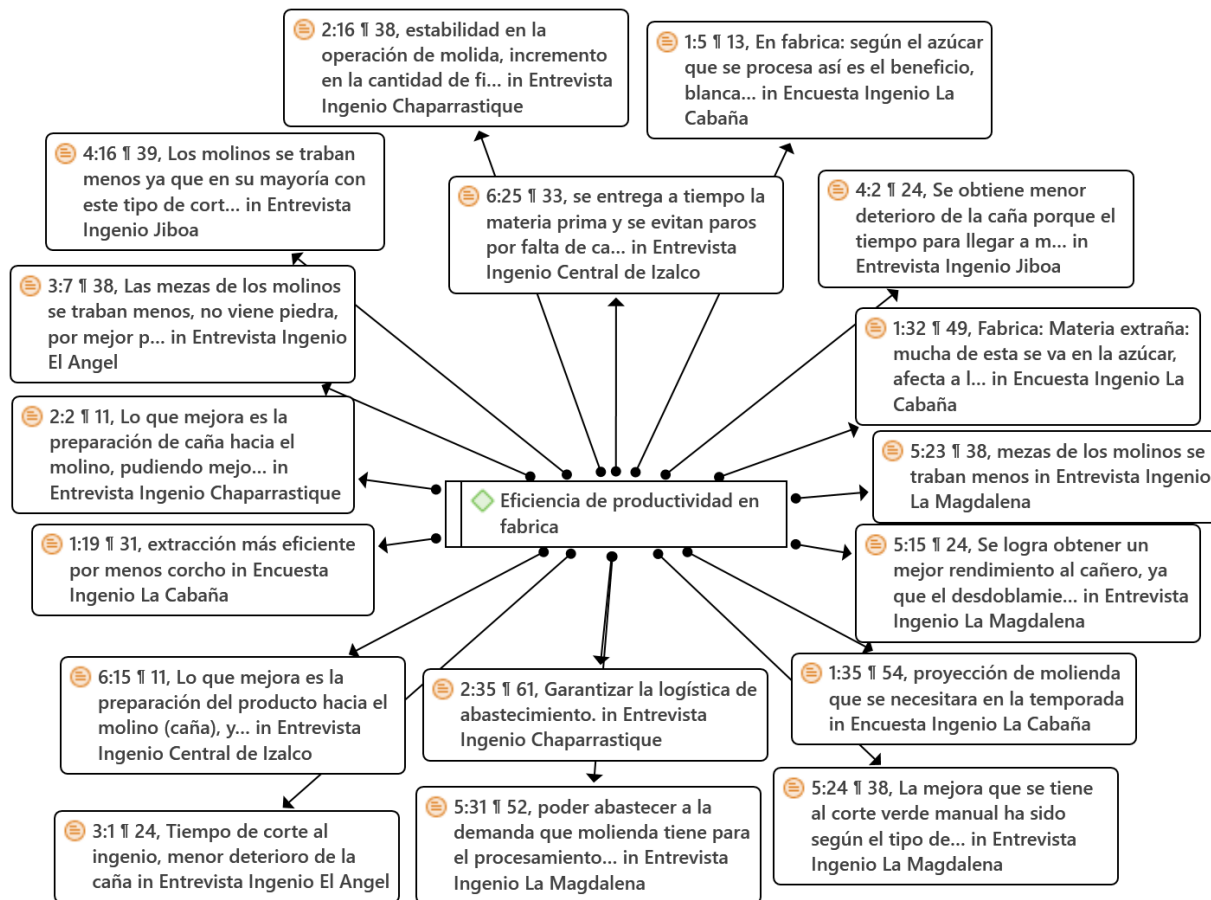 2:16 ¶ 38, estabilidad en la
operación de molida, incremento
en la cantidad de fi... in Entrevista
Ingenio Chaparrastique
1:5 ¶ 13, En fabrica: según el azúcar
que se procesa así es el beneficio,
blanca... in Encuesta Ingenio La
Cabaña
4:16 ¶ 39, Los molinos se traban
menos ya que en su mayoría con
este tipo de cort... in Entrevista
Ingenio Jiboa
6:25 ¶ 33, se entrega a tiempo la
materia prima y se evitan paros
por falta de ca... in Entrevista
Ingenio Central de Izalco
4:2 ¶ 24, Se obtiene menor
deterioro de la caña porque el
tiempo para llegar a m... in
Entrevista Ingenio Jiboa
3:7 ¶ 38, Las mezas de los molinos
se traban menos, no viene piedra,
por mejor p... in Entrevista Ingenio
El Angel
1:32 ¶ 49, Fabrica: Materia extraña:
mucha de esta se va en la azúcar,
afecta a l... in Encuesta Ingenio La
Cabaña
2:2 ¶ 11, Lo que mejora es la
preparación de caña hacia el
molino, pudiendo mejo... in
Entrevista Ingenio Chaparrastique
5:23 ¶ 38, mezas de los molinos se
traban menos in Entrevista Ingenio
La Magdalena
Eficiencia de productividad en
fabrica
1:19 ¶ 31, extracción más eficiente
por menos corcho in Encuesta
Ingenio La Cabaña
5:15 ¶ 24, Se logra obtener un
mejor rendimiento al cañero, ya
que el desdoblamie... in Entrevista
Ingenio La Magdalena
6:15 ¶ 11, Lo que mejora es la
preparación del producto hacia el
molino (caña), y... in Entrevista
Ingenio Central de Izalco
2:35 ¶ 61, Garantizar la logística de
abastecimiento. in Entrevista
Ingenio Chaparrastique
1:35 ¶ 54, proyección de molienda
que se necesitara en la temporada
in Encuesta Ingenio La Cabaña
3:1 ¶ 24, Tiempo de corte al
ingenio, menor deterioro de la
caña in Entrevista Ingenio El Angel
5:31 ¶ 52, poder abastecer a la
demanda que molienda tiene para
el procesamiento... in Entrevista
Ingenio La Magdalena
5:24 ¶ 38, La mejora que se tiene
al corte verde manual ha sido
según el tipo de... in Entrevista
Ingenio La Magdalena